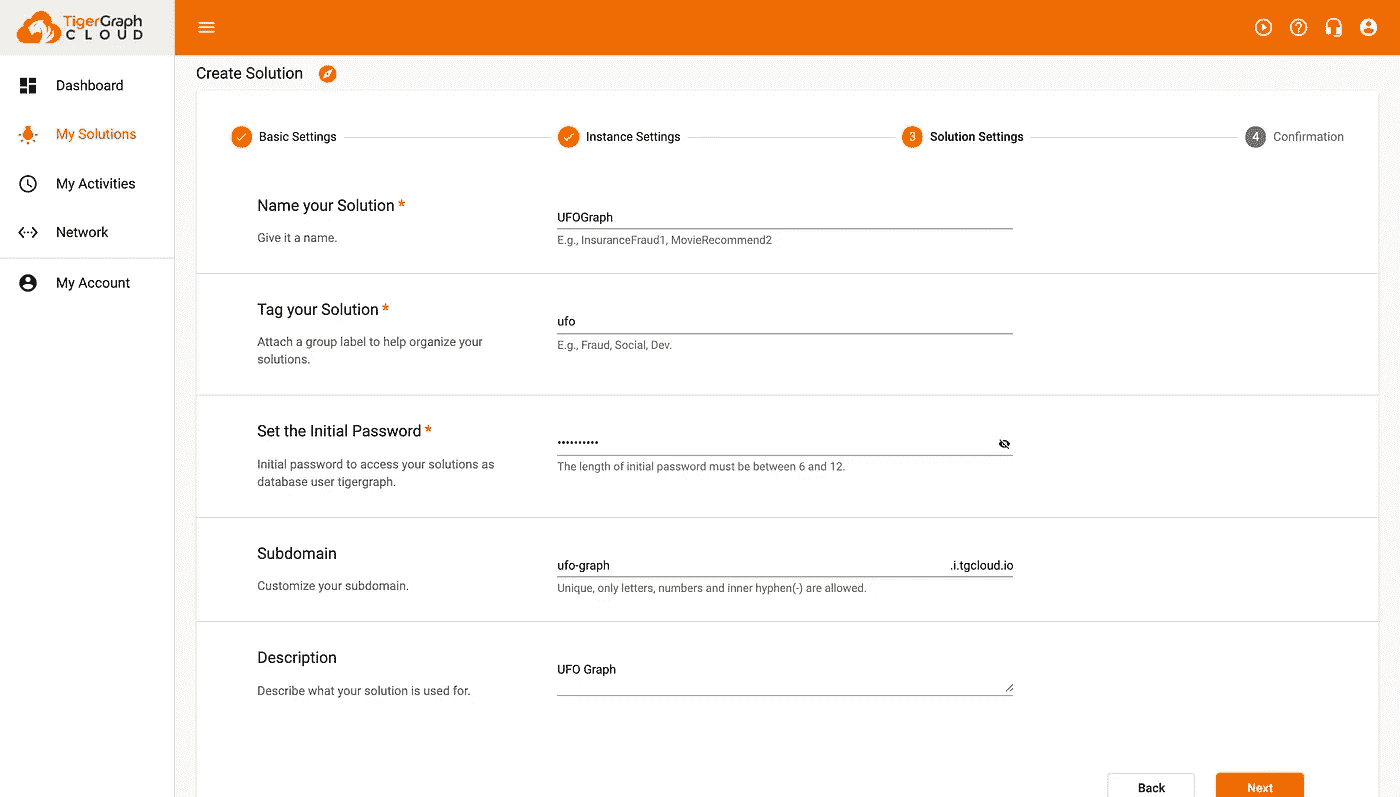 TigerGraph
CLOUD
Dashboard
My Solutions
My Activities
Network
My Account
Create Solution
Basic Settings
Instance Settings
3 Solution Settings
4 Confirmation
Name your Solution *
Give it a name.
UFOGraph
E.g., InsuranceFraud1, MovieRecommend2
Tag your Solution *
Attach a group label to help organize your
solutions.
ufo
E.g., Fraud, Social, Dev.
Set the Initial Password *
Initial password to access your solutions as
database user tigergraph.
••••••••••
The length of initial password must be between 6 and 12.
Subdomain
Customize your subdomain.
ufo-graph .i.tgcloud.io
Unique, only letters, numbers and inner hyphen(-) are allowed.
Description
Describe what your solution is used for.
UFO Graph
Back
Next